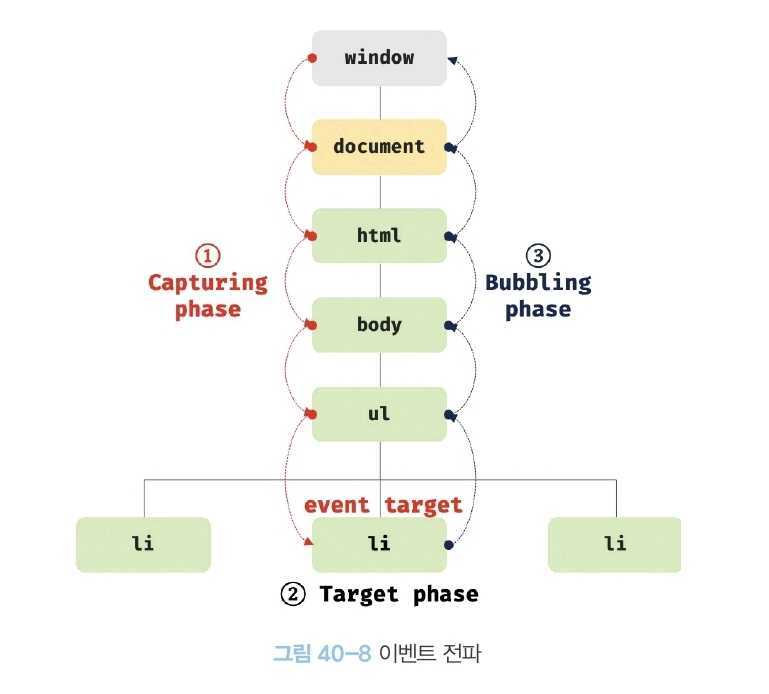 window
document
html
①
Capturing
phase
③
Bubbling
phase
body
ul
event target
li
li
li
② Target phase
그림 40-8 이벤트 전파